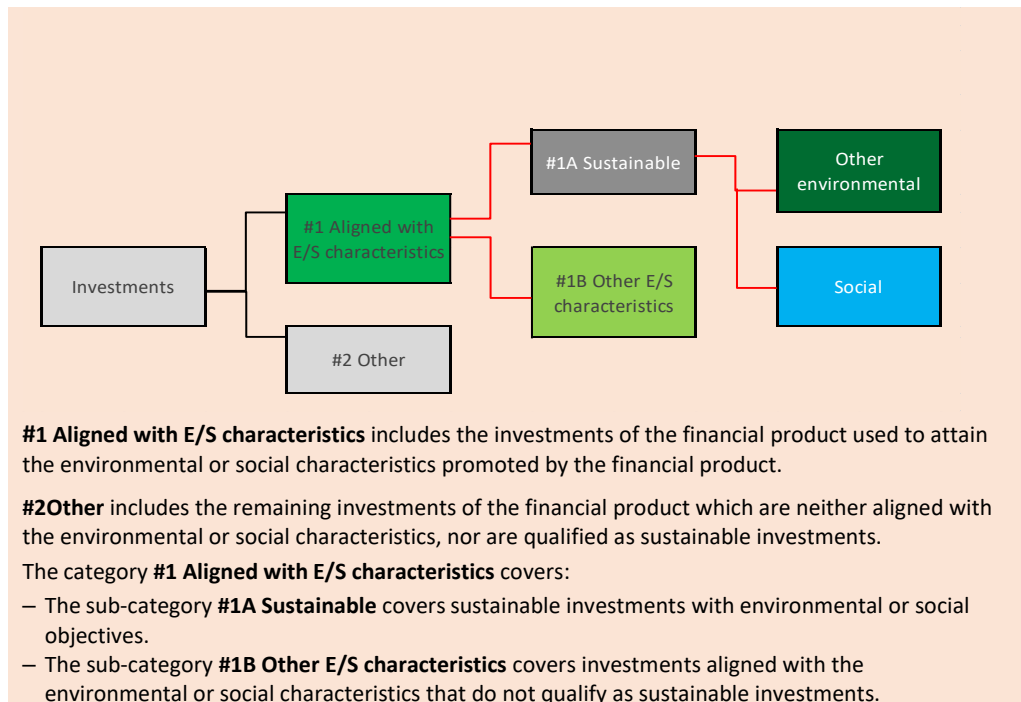 #1A Sustainable
Other
environmental
#1 Aligned with
E/S characteristics
Investments
#1B Other E/S
characteristics
Social
#2 Other
#1 Aligned with E/S characteristics includes the investments of the financial product used to attain
the environmental or social characteristics promoted by the financial product.
#2Other includes the remaining investments of the financial product which are neither aligned with
the environmental or social characteristics, nor are qualified as sustainable investments.
The category #1 Aligned with E/S characteristics covers:
– The sub-category #1A Sustainable covers sustainable investments with environmental or social
objectives.
– The sub-category #1B Other E/S characteristics covers investments aligned with the
environmental or social characteristics that do not qualify as sustainable investments.